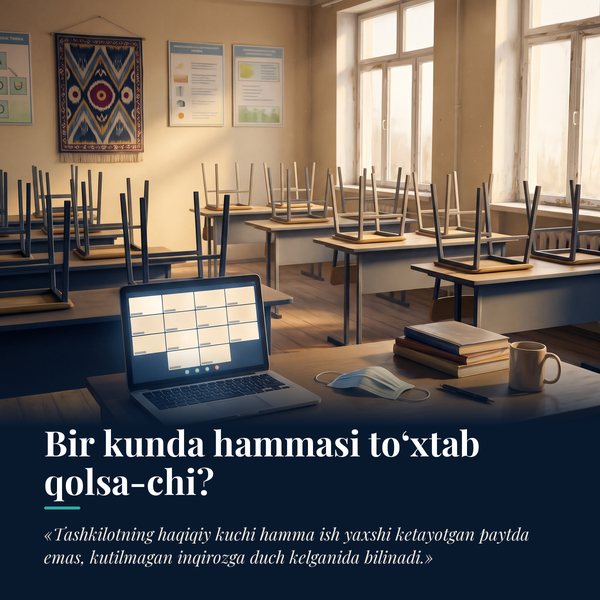 Bir kunda hammasi to‘xtab
qolsa-chi?
«Tashkilotning haqiqiy kuchi hamma ish yaxshi ketayotgan paytda
emas, kutilmagan inqirozga duch kelganida bilinadi.»